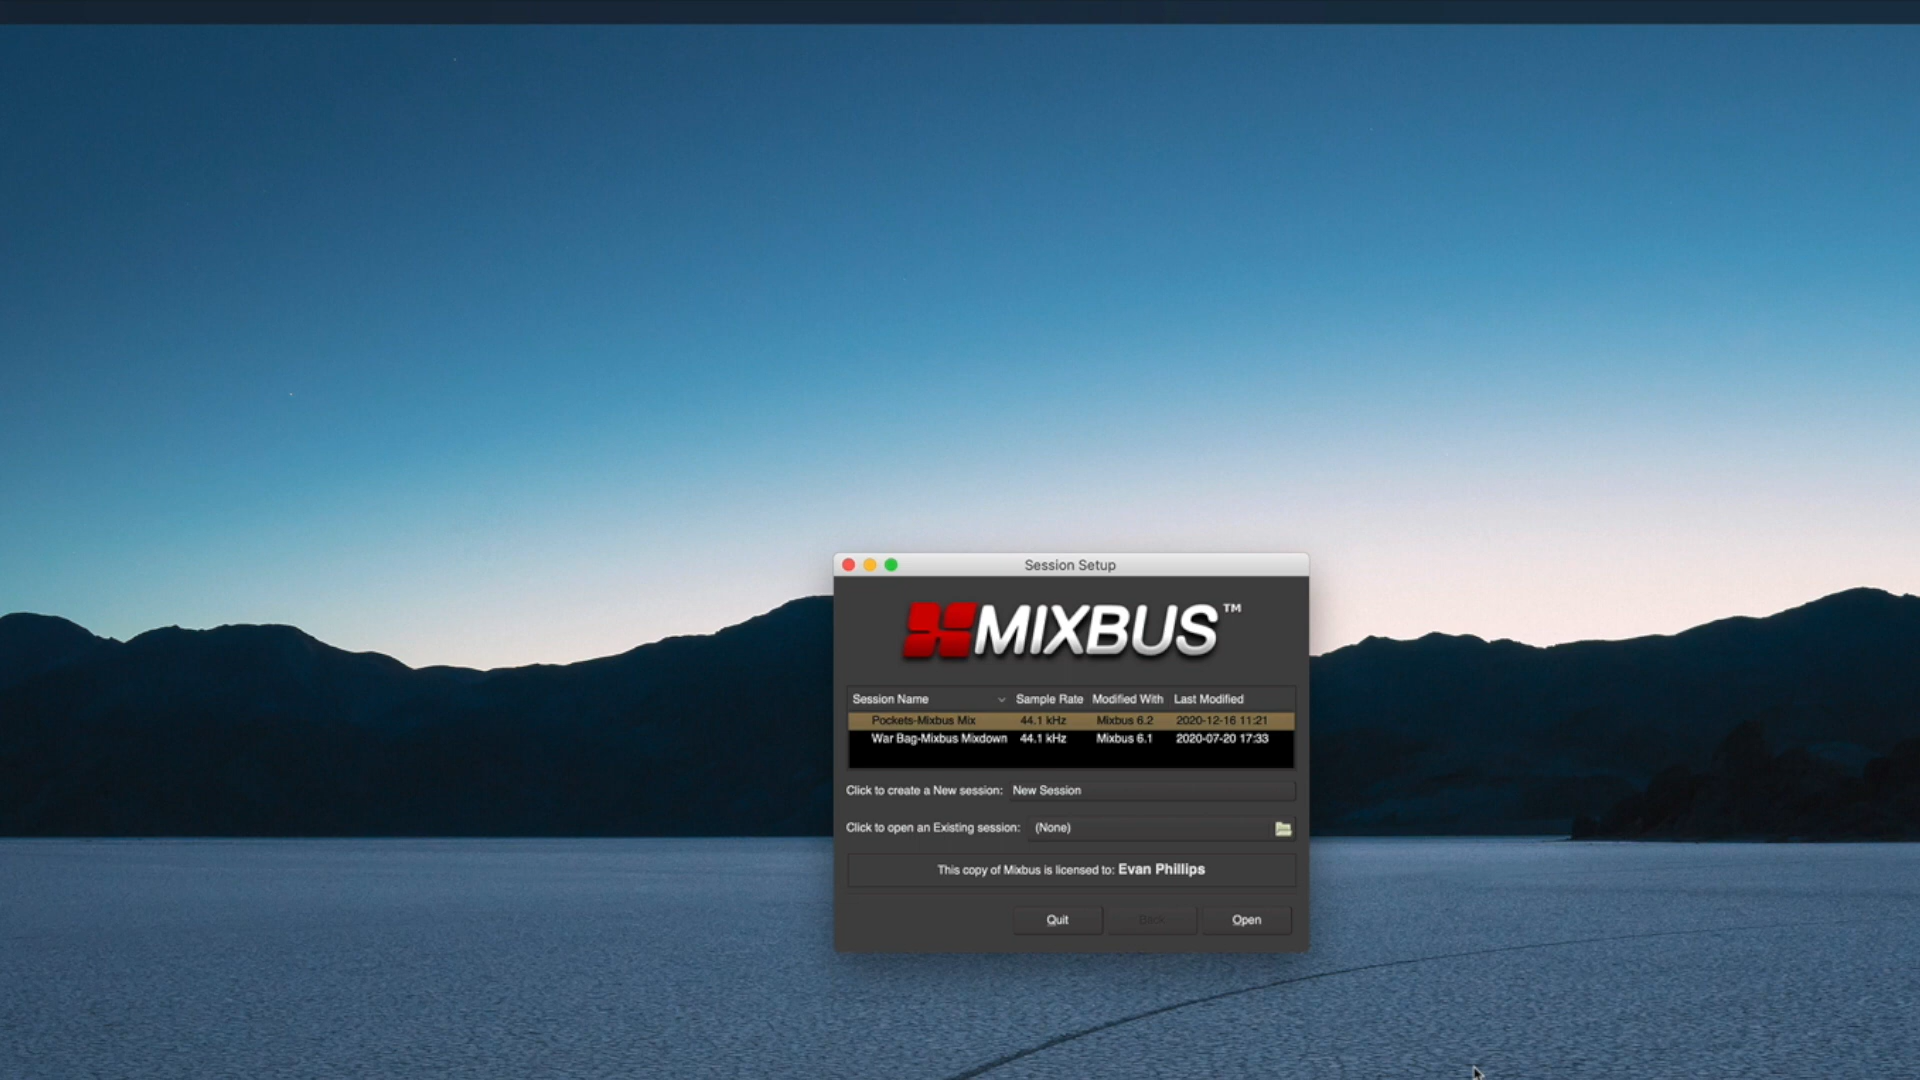 Session Setup
MIXBUS™
Session Name Sample Rate Modified With Last Modified
Pockets-Mixbus Mix 44.1 kHz Mixbus 6.2 2020-12-16 11:21
War Bag-Mixbus Mixdown 44.1 kHz Mixbus 6.1 2020-07-20 17:33
Click to create a New session: New Session
Click to open an Existing session: (None)
This copy of Mixbus is licensed to: Evan Phillips
Quit Back Open